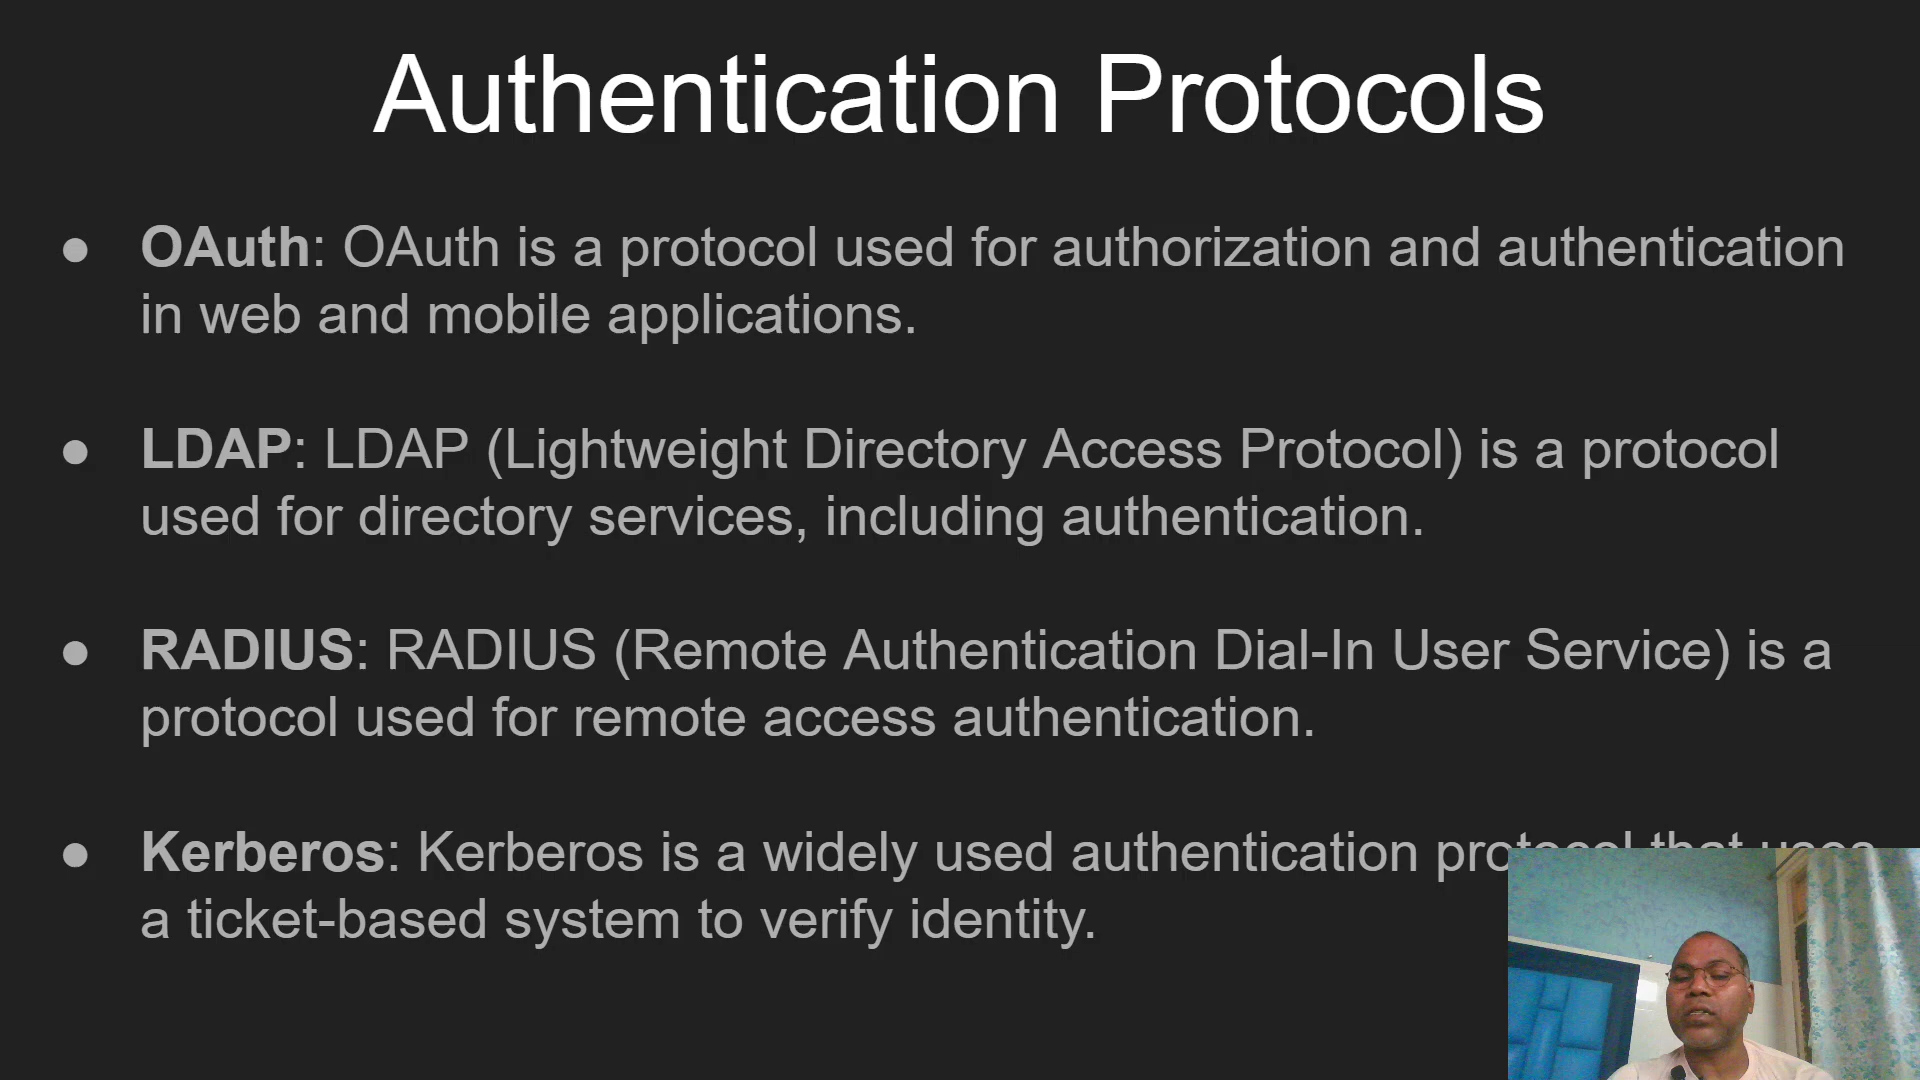 Authentication Protocols
● OAuth: OAuth is a protocol used for authorization and authentication
in web and mobile applications.
● LDAP: LDAP (Lightweight Directory Access Protocol) is a protocol
used for directory services, including authentication.
● RADIUS: RADIUS (Remote Authentication Dial-In User Service) is a
protocol used for remote access authentication.
● Kerberos: Kerberos is a widely used authentication protocol that uses
a ticket-based system to verify identity.